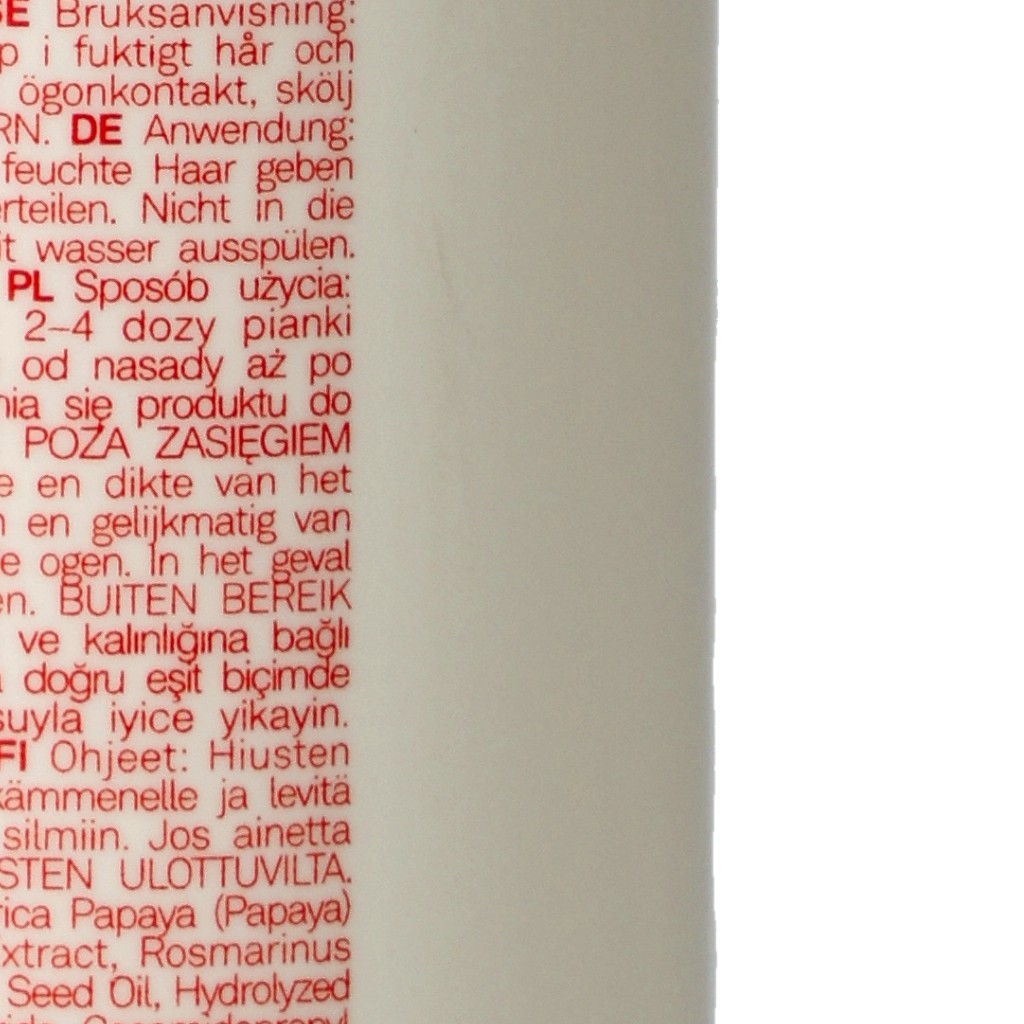 SE Bruksanvisning:
p i fuktigt hår och
ögonkontakt, skölj
RN. DE Anwendung:
feuchte Haar geben
erteilen. Nicht in die
it wasser ausspülen.
PL Sposób użycia:
2–4 dozy pianki
od nasady aż po
nia się produktu do
POZA ZASIĘGIEM
e en dikte van het
n en gelijkmatig van
e ogen. In het geval
en. BUITEN BEREIK
ve kalınlığına bağlı
doğru eşit biçimde
suyla iyice yikayin.
FI Ohjeet: Hiusten
kämmenelle ja levitä
silmiin. Jos ainetta
STEN ULOTTUVILTA.
rica Papaya (Papaya)
Extract, Rosmarinus
Seed Oil, Hydrolyzed